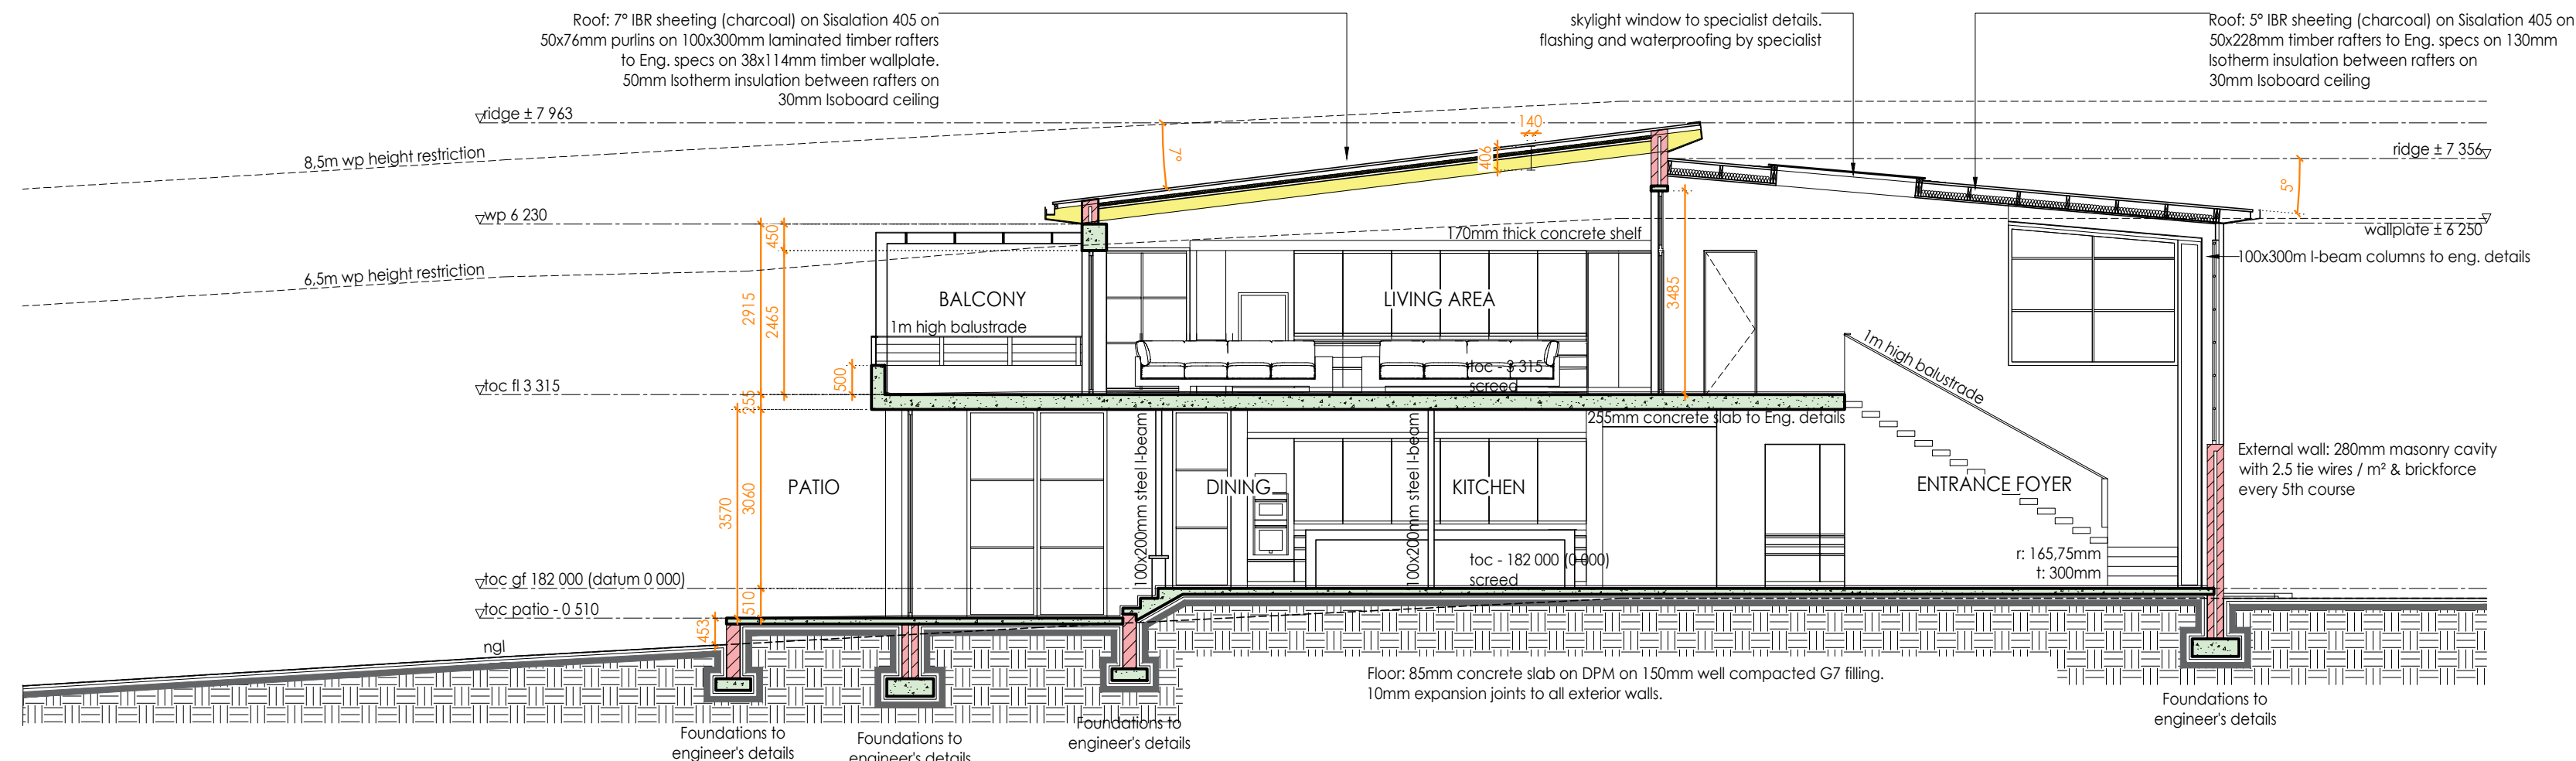 Roof: 7° IBR sheeting (charcoal) on Sisalation 405 on
50x76mm purlins on 100x300mm laminated timber rafters
to Eng. specs on 38x114mm timber wallplate.
50mm Isotherm insulation between rafters on
30mm Isoboard ceiling
skylight window to specialist details.
flashing and waterproofing by specialist
Roof: 5° IBR sheeting (charcoal) on Sisalation 405 on
50x228mm timber rafters to Eng. specs on 130mm
Isotherm insulation between rafters on
30mm Isoboard ceiling
ridge ± 7 963
8,5m wp height restriction
7°
140
406
ridge ± 7 356
5°
wp 6 230
450
170mm thick concrete shelf
wallplate ± 6 250
100x300m I-beam columns to eng. details
6,5m wp height restriction
2915
2465
BALCONY
LIVING AREA
3485
1m high balustrade
1m high balustrade
toc fl 3 315
500
255
toc - 3 315
screed
255mm concrete slab to Eng. details
3570
3060
PATIO
100x200mm steel I-beam
DINNING
100x200mm steel I-beam
KITCHEN
ENTRANCE FOYER
External wall: 280mm masonry cavity
with 2.5 tie wires / m² & brickforce
every 5th course
toc - 182 000 (0 000)
screed
r: 165,75mm
t: 300mm
toc gf 182 000 (datum 0 000)
toc patio - 0 510
510
453
ngl
Floor: 85mm concrete slab on DPM on 150mm well compacted G7 filling.
10mm expansion joints to all exterior walls.
Foundations to
engineer's details
Foundations to
engineer's details
Foundations to
engineer's details
Foundations to
engineer's details